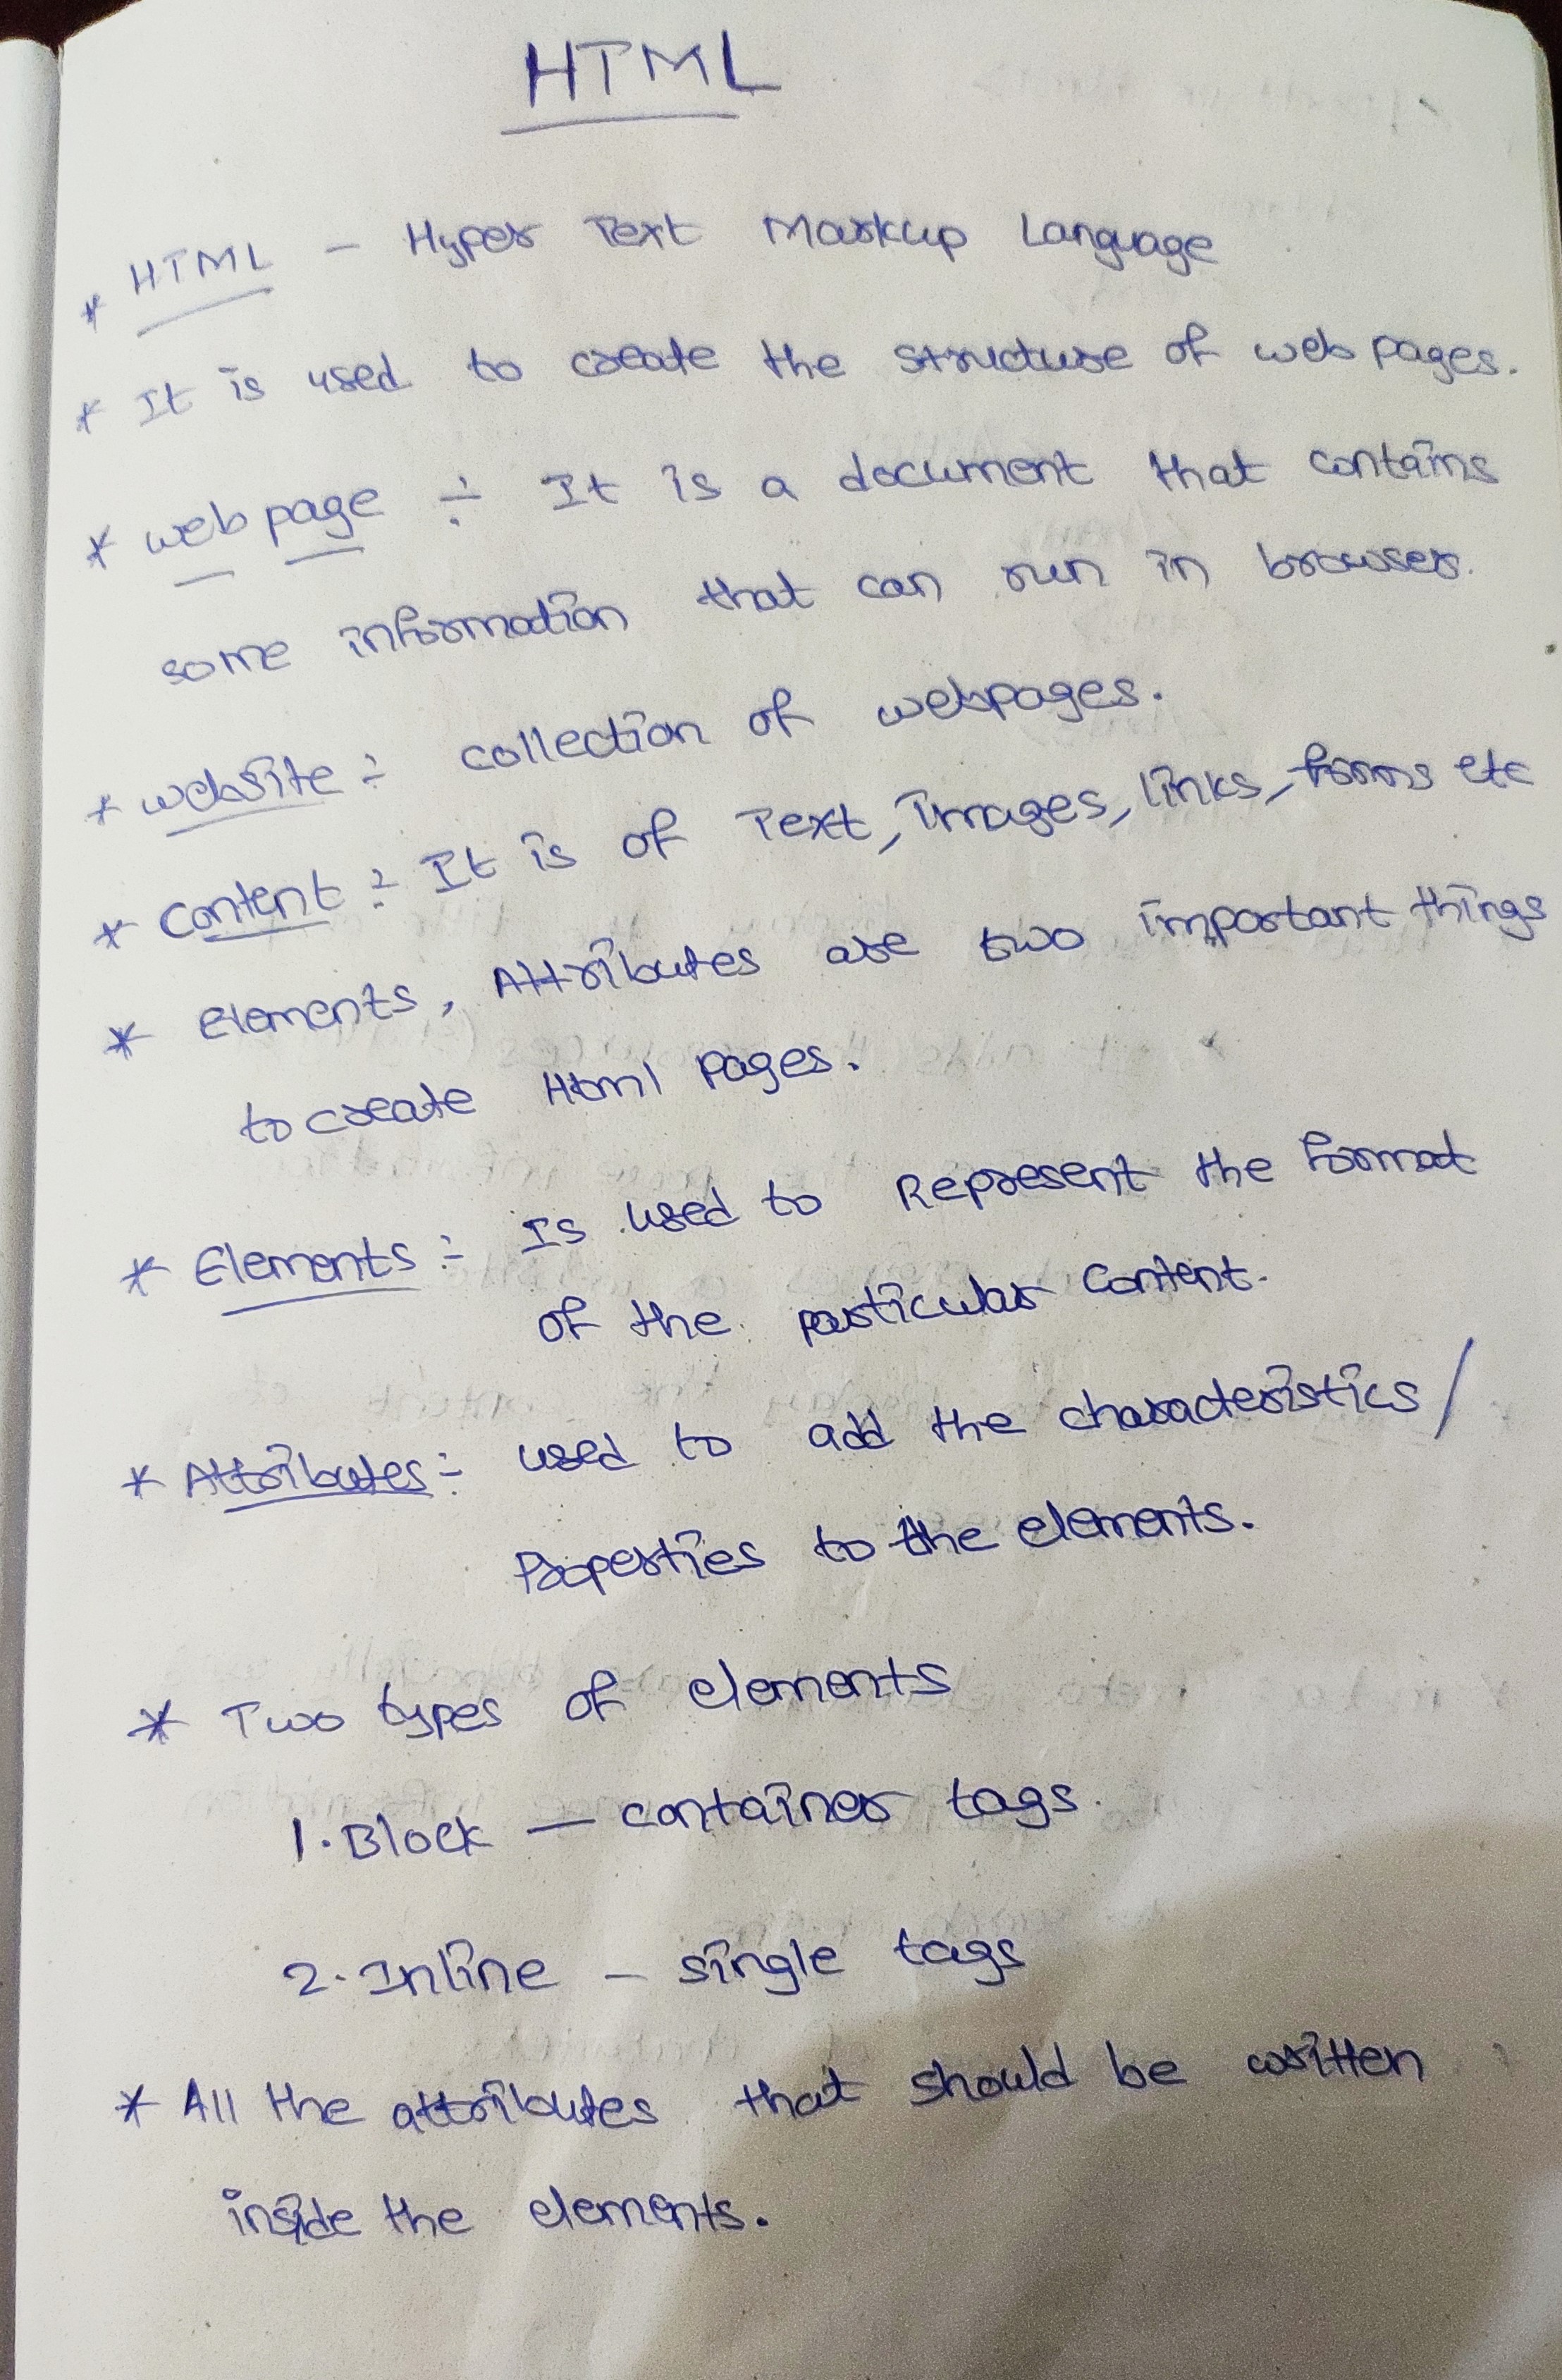 HTML
* HTML - Hyper Text Markup Language
* It is used to create the structure of web pages.
* web page :- It is a document that contains
some information that can run in browser.
* website :- collection of webpages.
* Content :- It is of Text, images, links, forms etc
* Elements, Attributes are two important things
to create Html pages.
* Elements :- Is used to Represent the format
of the particular Content.
* Attributes :- used to add the characteristics/
Properties to the elements.
* Two types of elements
1. Block - container tags.
2. Inline - single tags
* All the attributes that should be written
inside the elements.